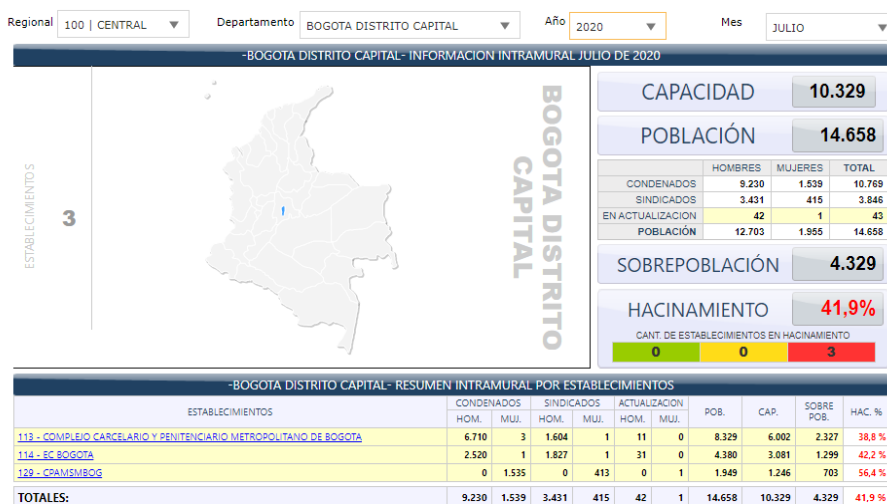 Regional 100 | CENTRAL Departamento BOGOTA DISTRITO CAPITAL Año 2020 Mes JULIO
-BOGOTA DISTRITO CAPITAL- INFORMACION INTRAMURAL JULIO DE 2020
ESTABLECIMIENTOS
3
BOGOTA DISTRITO
CAPITAL
CAPACIDAD 10.329
POBLACIÓN 14.658
HOMBRES MUJERES TOTAL
CONDENADOS 9.230 1.539 10.769
SINDICADOS 3.431 415 3.846
EN ACTUALIZACION 42 1 43
POBLACIÓN 12.703 1.955 14.658
SOBREPOBLACIÓN 4.329
HACINAMIENTO 41,9%
CANT. DE ESTABLECIMIENTOS EN HACINAMIENTO
0 0 3
-BOGOTA DISTRITO CAPITAL- RESUMEN INTRAMURAL POR ESTABLECIMIENTOS
ESTABLECIMIENTOS CONDENADOS SINDICADOS ACTUALIZACION POB. CAP. SOBRE POB. HAC. %
HOM. MUJ. HOM. MUJ. HOM. MUJ.
113 - COMPLEJO CARCELARIO Y PENITENCIARIO METROPOLITANO DE BOGOTA 6.710 3 1.604 1 11 0 8.329 6.002 2.327 38,8 %
114 - EC BOGOTA 2.520 1 1.827 1 31 0 4.380 3.081 1.299 42,2 %
129 - CPAMSMBOG 0 1.535 0 413 0 1 1.949 1.246 703 56,4 %
TOTALES: 9.230 1.539 3.431 415 42 1 14.658 10.329 4.329 41,9 %